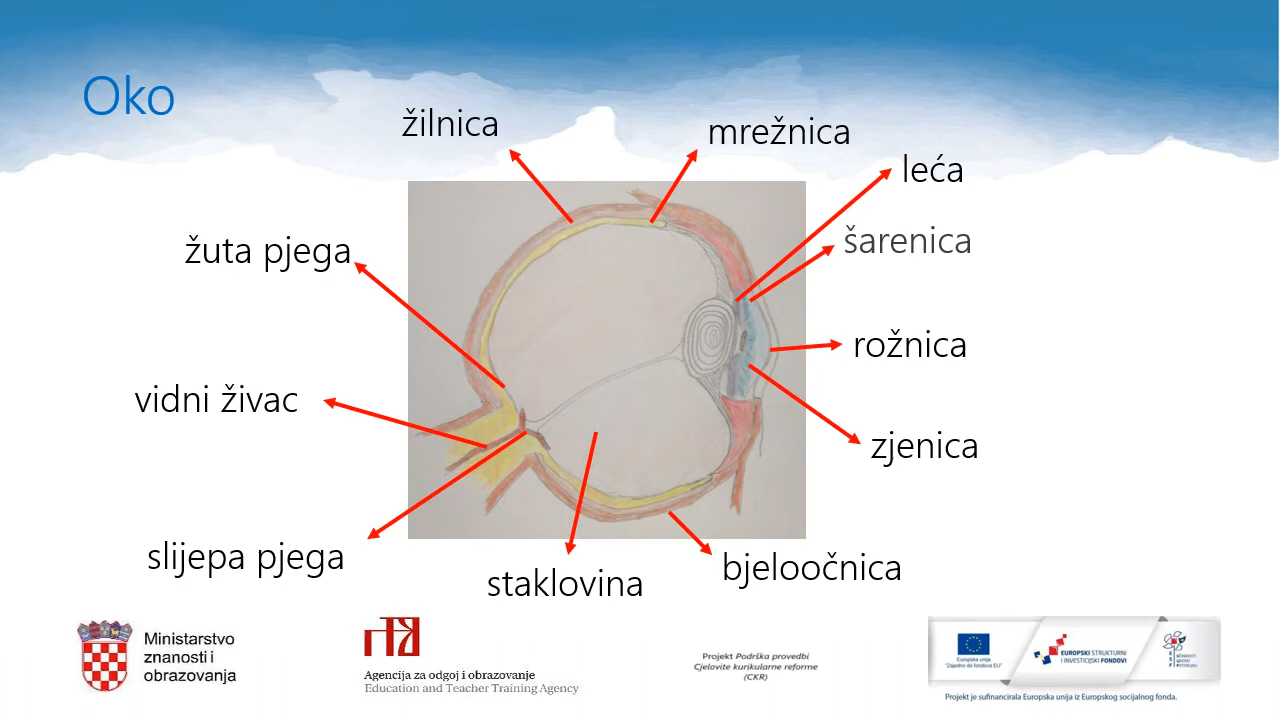 Oko
žilnica
mrežnica
leća
šarenica
žuta pjega
rožnica
vidni živac
zjenica
slijepa pjega
staklovina
bjeloočnica
Ministarstvo
znanosti i
obrazovanja
Agencija za odgoj i obrazovanje
Education and Teacher Training Agency
Projekt Podrška provedbi
Cjelovite kurikularne reforme
(CKR)
Europska unija
"Zajedno do fondova EU"
EUROPSKI STRUKTURNI
I INVESTICIJSKI FONDOVI
Projekt je sufinancirala Europska unija iz Europskog socijalnog fonda.